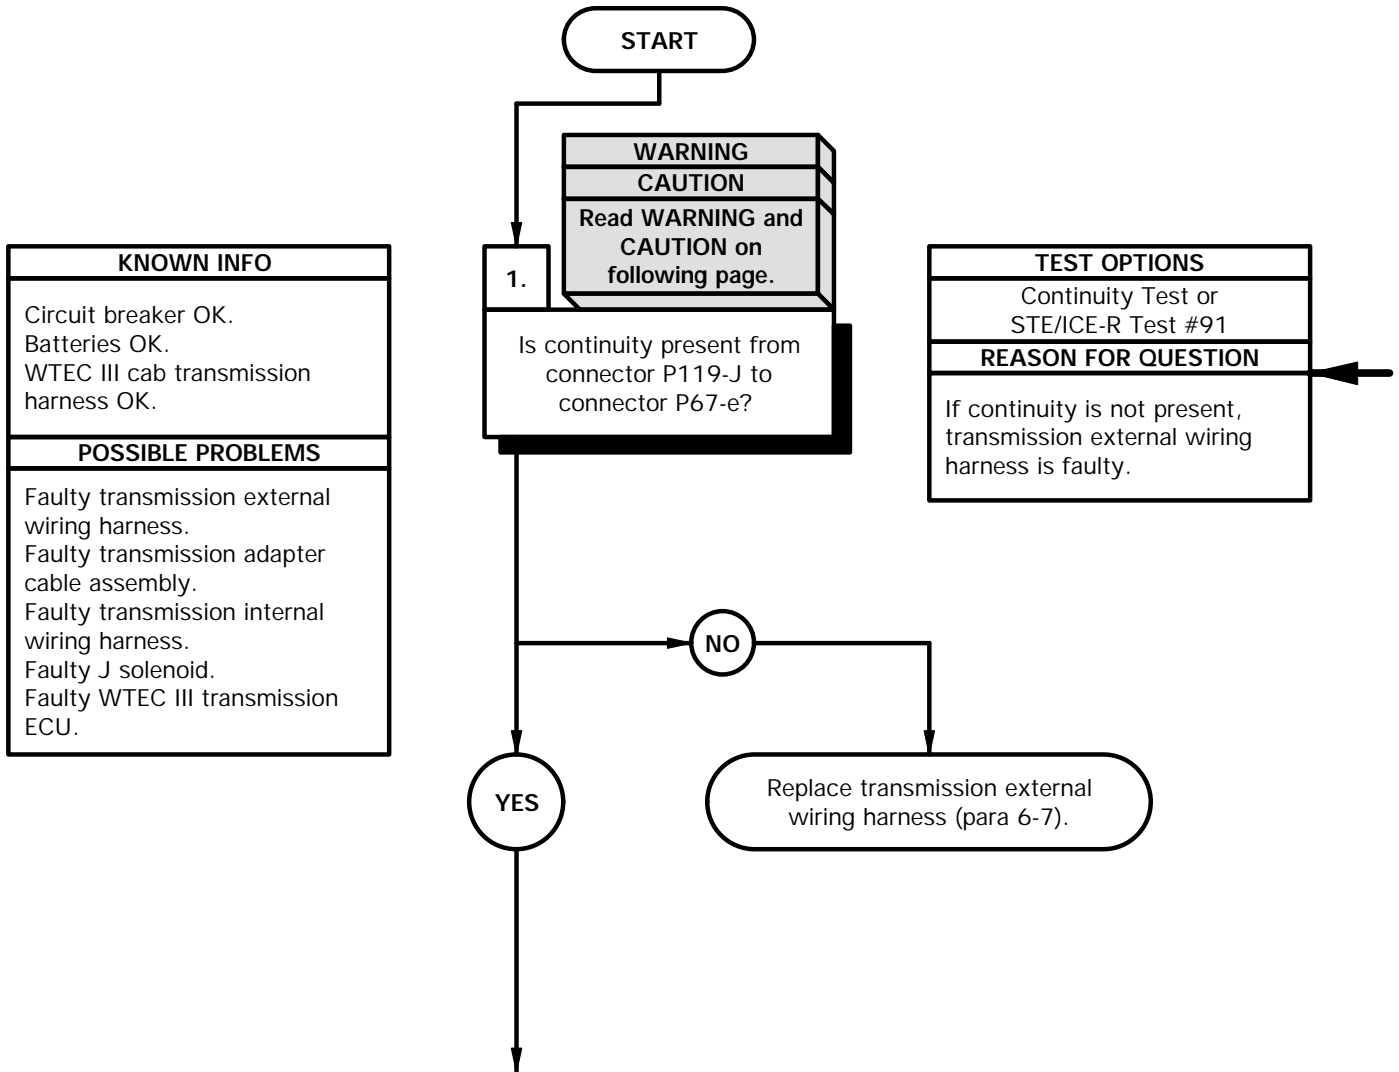 START
WARNING
CAUTION
Read WARNING and
CAUTION on
following page.
KNOWN INFO
Circuit breaker OK.
Batteries OK.
WTEC III cab transmission
harness OK.
POSSIBLE PROBLEMS
Faulty transmission external
wiring harness.
Faulty transmission adapter
cable assembly.
Faulty transmission internal
wiring harness.
Faulty J solenoid.
Faulty WTEC III transmission
ECU.
1.
Is continuity present from
connector P119-J to
connector P67-e?
TEST OPTIONS
Continuity Test or
STE/ICE-R Test #91
REASON FOR QUESTION
If continuity is not present,
transmission external wiring
harness is faulty.
NO
YES
Replace transmission external
wiring harness (para 6-7).